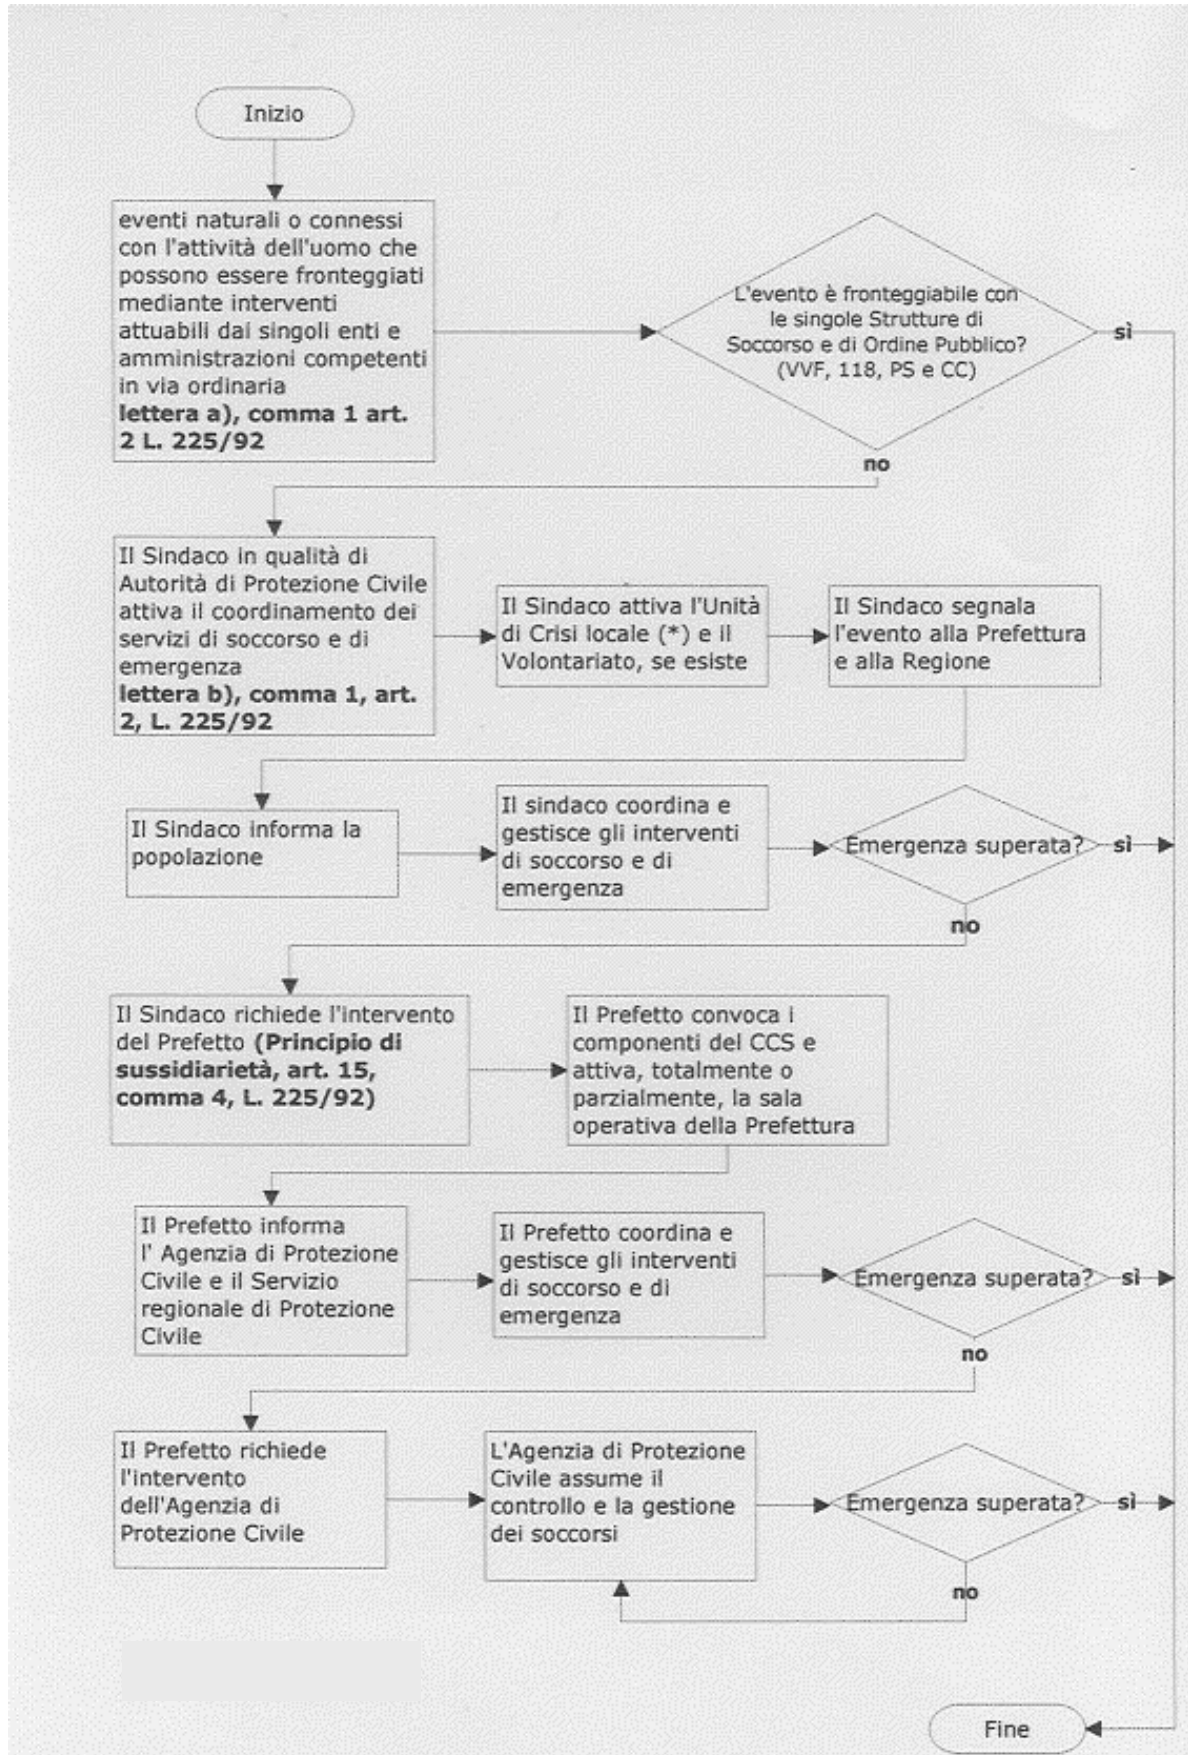 Inizio
eventi naturali o connessi
con l'attività dell'uomo che
possono essere fronteggiati
mediante interventi
attuabili dai singoli enti e
amministrazioni competenti
in via ordinaria
lettera a), comma 1 art.
2 L. 225/92
L'evento è fronteggiabile con
le singole Strutture di
Soccorso e di Ordine Pubblico?
(VVF, 118, PS e CC)
sì
no
Il Sindaco in qualità di
Autorità di Protezione Civile
attiva il coordinamento dei
servizi di soccorso e di
emergenza
lettera b), comma 1, art.
2, L. 225/92
Il Sindaco attiva l'Unità
di Crisi locale (*) e il
Volontariato, se esiste
Il Sindaco segnala
l'evento alla Prefettura
e alla Regione
Il Sindaco informa la
popolazione
Il sindaco coordina e
gestisce gli interventi
di soccorso e di
emergenza
Emergenza superata?
sì
no
Il Sindaco richiede l'intervento
del Prefetto (Principio di
sussidiarietà, art. 15,
comma 4, L. 225/92)
Il Prefetto convoca i
componenti del CCS e
attiva, totalmente o
parzialmente, la sala
operativa della Prefettura
Il Prefetto informa
l' Agenzia di Protezione
Civile e il Servizio
regionale di Protezione
Civile
Il Prefetto coordina e
gestisce gli interventi
di soccorso e di
emergenza
Emergenza superata?
sì
no
Il Prefetto richiede
l'intervento
dell'Agenzia di
Protezione Civile
L'Agenzia di Protezione
Civile assume il
controllo e la gestione
dei soccorsi
Emergenza superata?
sì
no
Fine